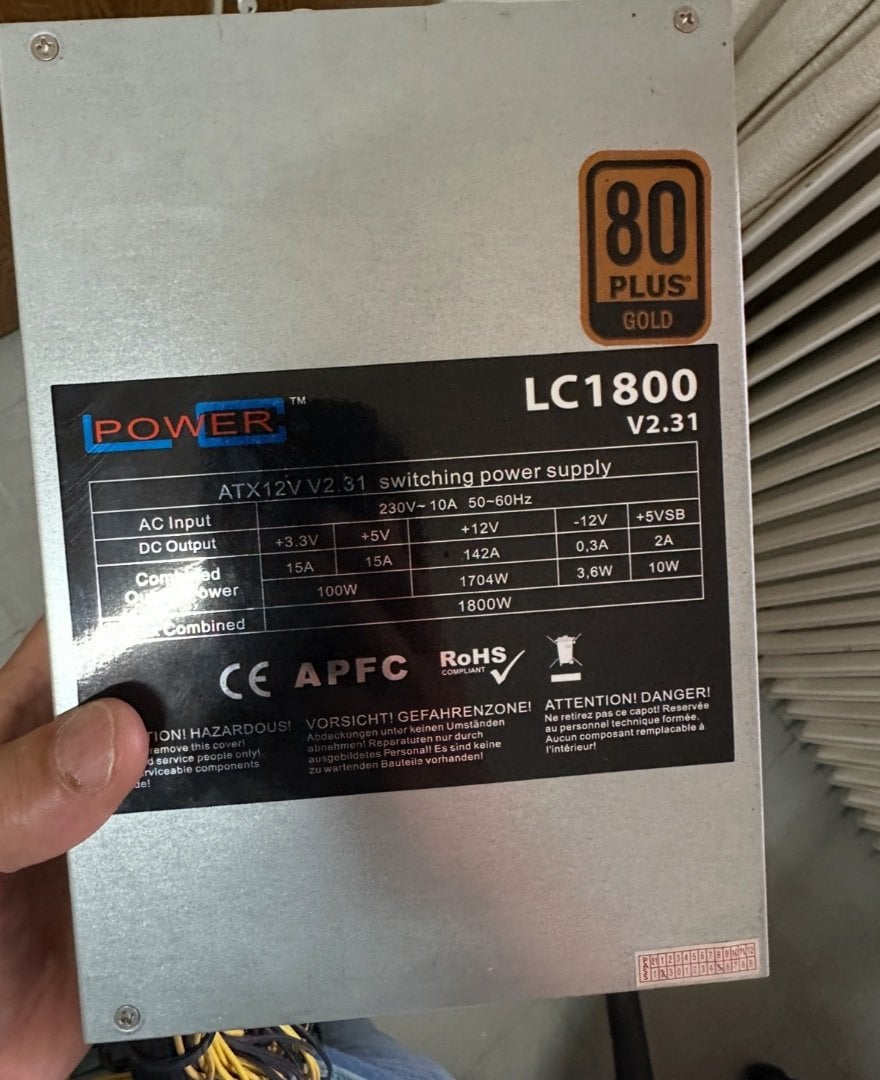 80
PLUS®
GOLD
LC1800
V2.31
LC POWER™
ATX12V V2.31 switching power supply
AC Input 230V~ 10A 50~60Hz
DC Output +3.3V +5V +12V -12V +5VSB
15A 15A 142A 0,3A 2A
Output Power 100W 1704W 3,6W 10W
Combined 1800W
CE APFC RoHS
COMPLIANT
HAZARDOUS!
remove this cover!
service people only!
components
VORSICHT! GEFAHRENZONE!
Abdeckungen unter keinen Umständen
abnehmen! Reparaturen nur durch
ausgebildetes Personal! Es sind keine
zu wartenden Bauteile vorhanden!
ATTENTION! DANGER!
Ne retirez pas ce capot! Reservée
au personnel technique formée.
Aucun composant remplacable à
l'intérieur!